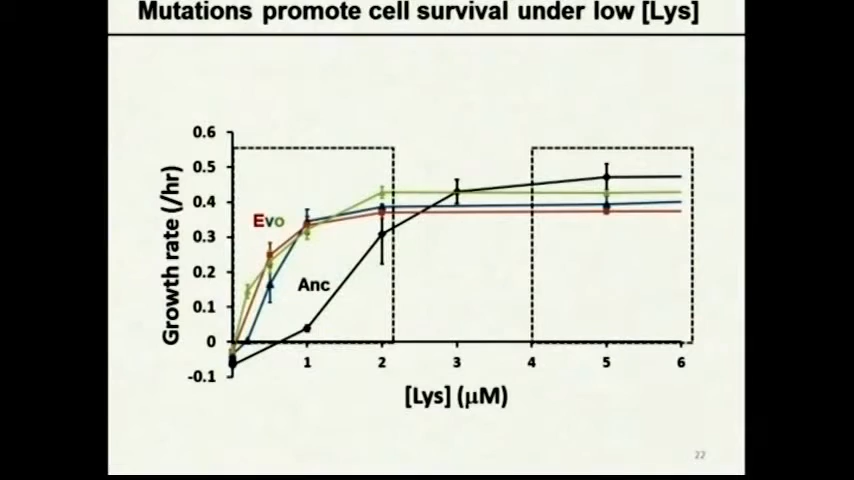 Mutations promote cell survival under low [Lys]
0.6
0.5
0.4
0.3
0.2
0.1
0
-0.1
Growth rate (/hr)
Evo
Anc
1 2 3 4 5 6
[Lys] (µM)
22